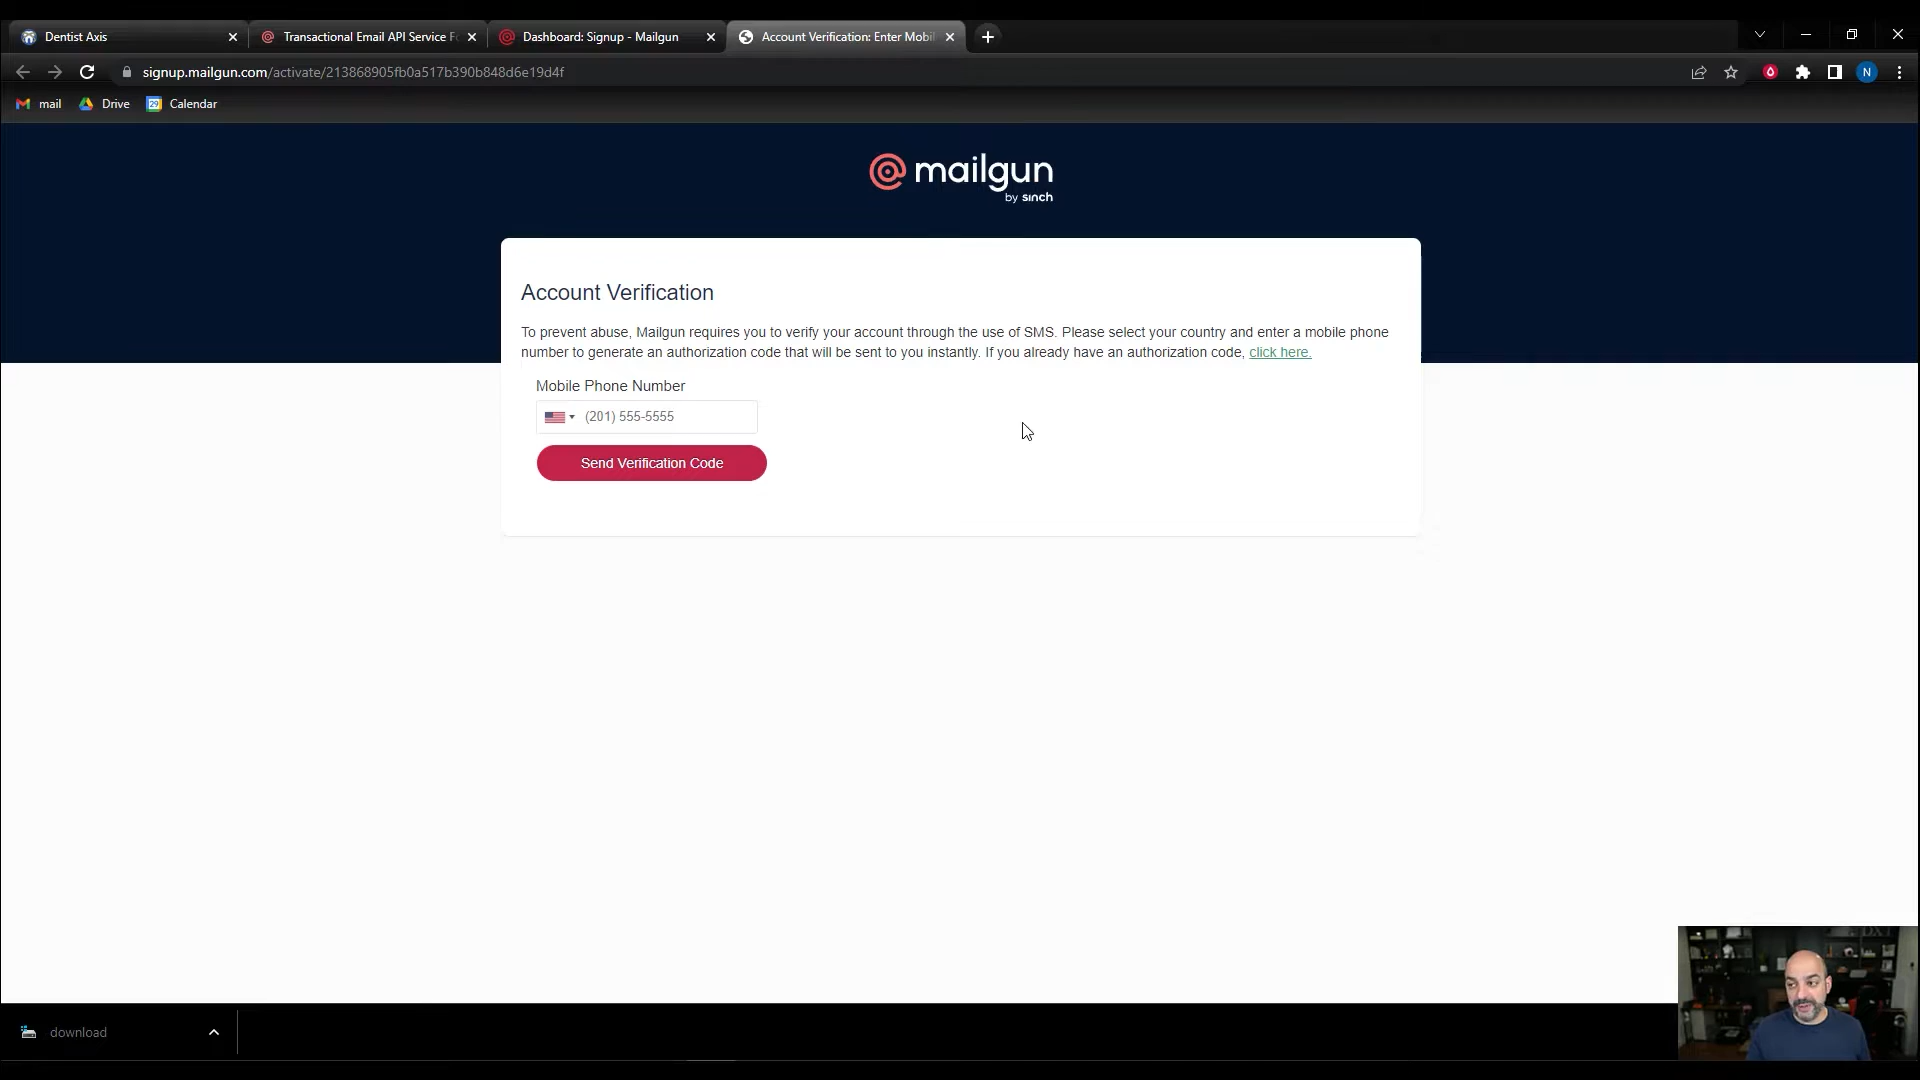 Dentist Axis
Transactional Email API Service Fo
Dashboard: Signup - Mailgun
Account Verification: Enter Mobil
signup.mailgun.com/activate/213868905fb0a517b390b848d6e19d4f
N
mail
Drive
29
Calendar
mailgun
by sinch
Account Verification
To prevent abuse, Mailgun requires you to verify your account through the use of SMS. Please select your country and enter a mobile phone
number to generate an authorization code that will be sent to you instantly. If you already have an authorization code, click here.
Mobile Phone Number
(201) 555-5555
Send Verification Code
download